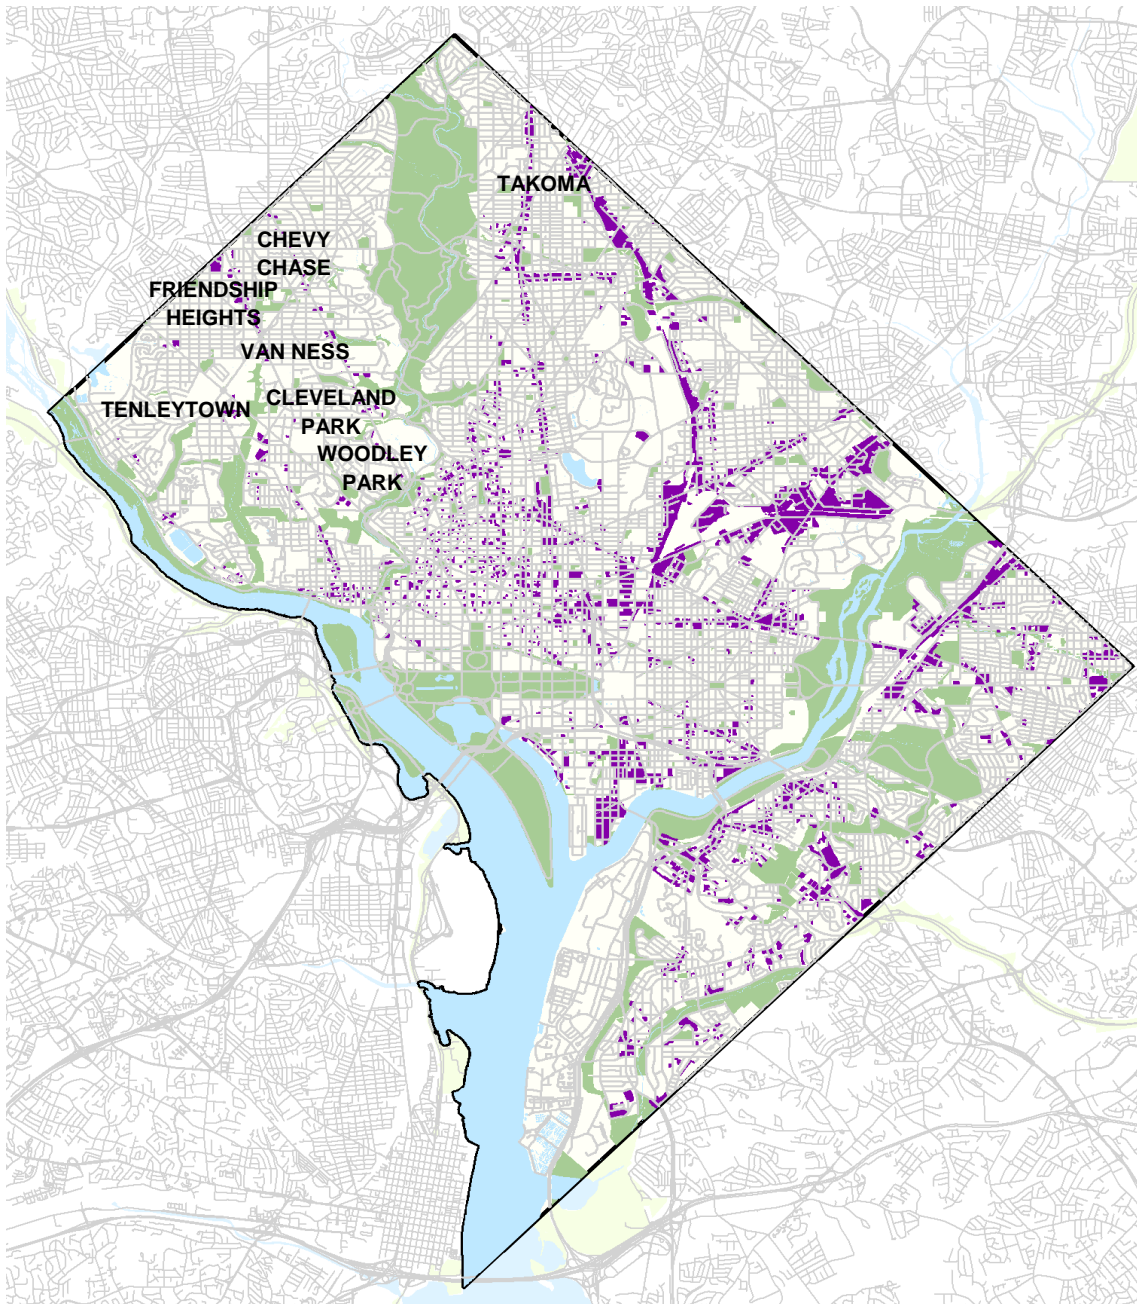 TAKOMA
CHEVY
CHASE
FRIENDSHIP
HEIGHTS
VAN NESS
TENLEYTOWN
CLEVELAND
PARK
WOODLEY
PARK